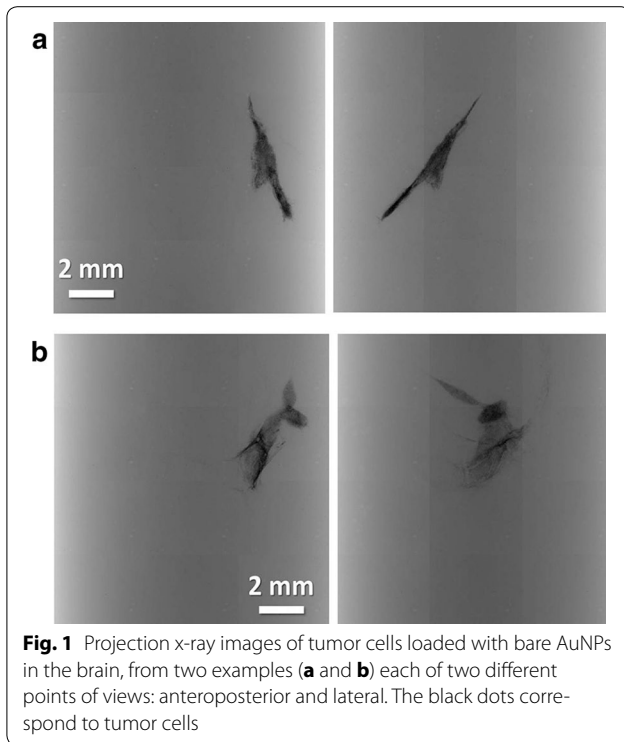 a
2 mm
b
2 mm
Fig. 1 Projection x-ray images of tumor cells loaded with bare AuNPs
in the brain, from two examples (a and b) each of two different
points of views: anteroposterior and lateral. The black dots corre-
spond to tumor cells